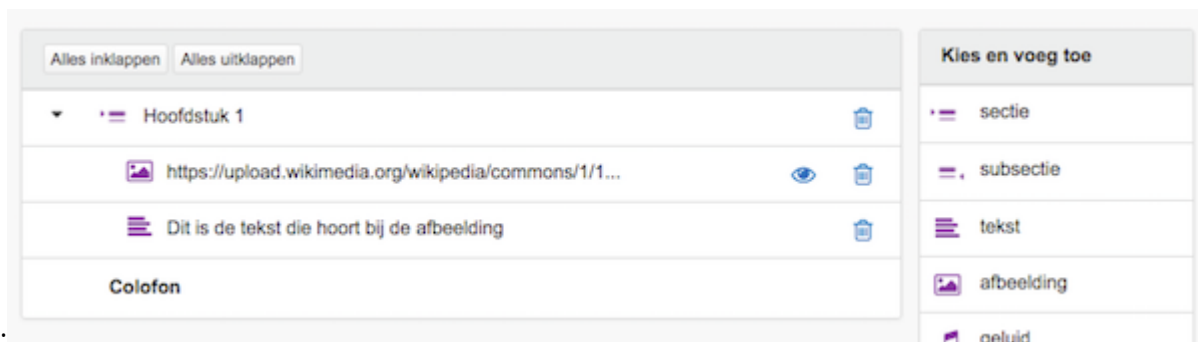 Alles inklappen Alles uitklappen
Hoofdstuk 1
https://upload.wikimedia.org/wikipedia/commons/1/1...
Dit is de tekst die hoort bij de afbeelding
Colofon
.
Kies en voeg toe
sectie
subsectie
tekst
afbeelding
geluid